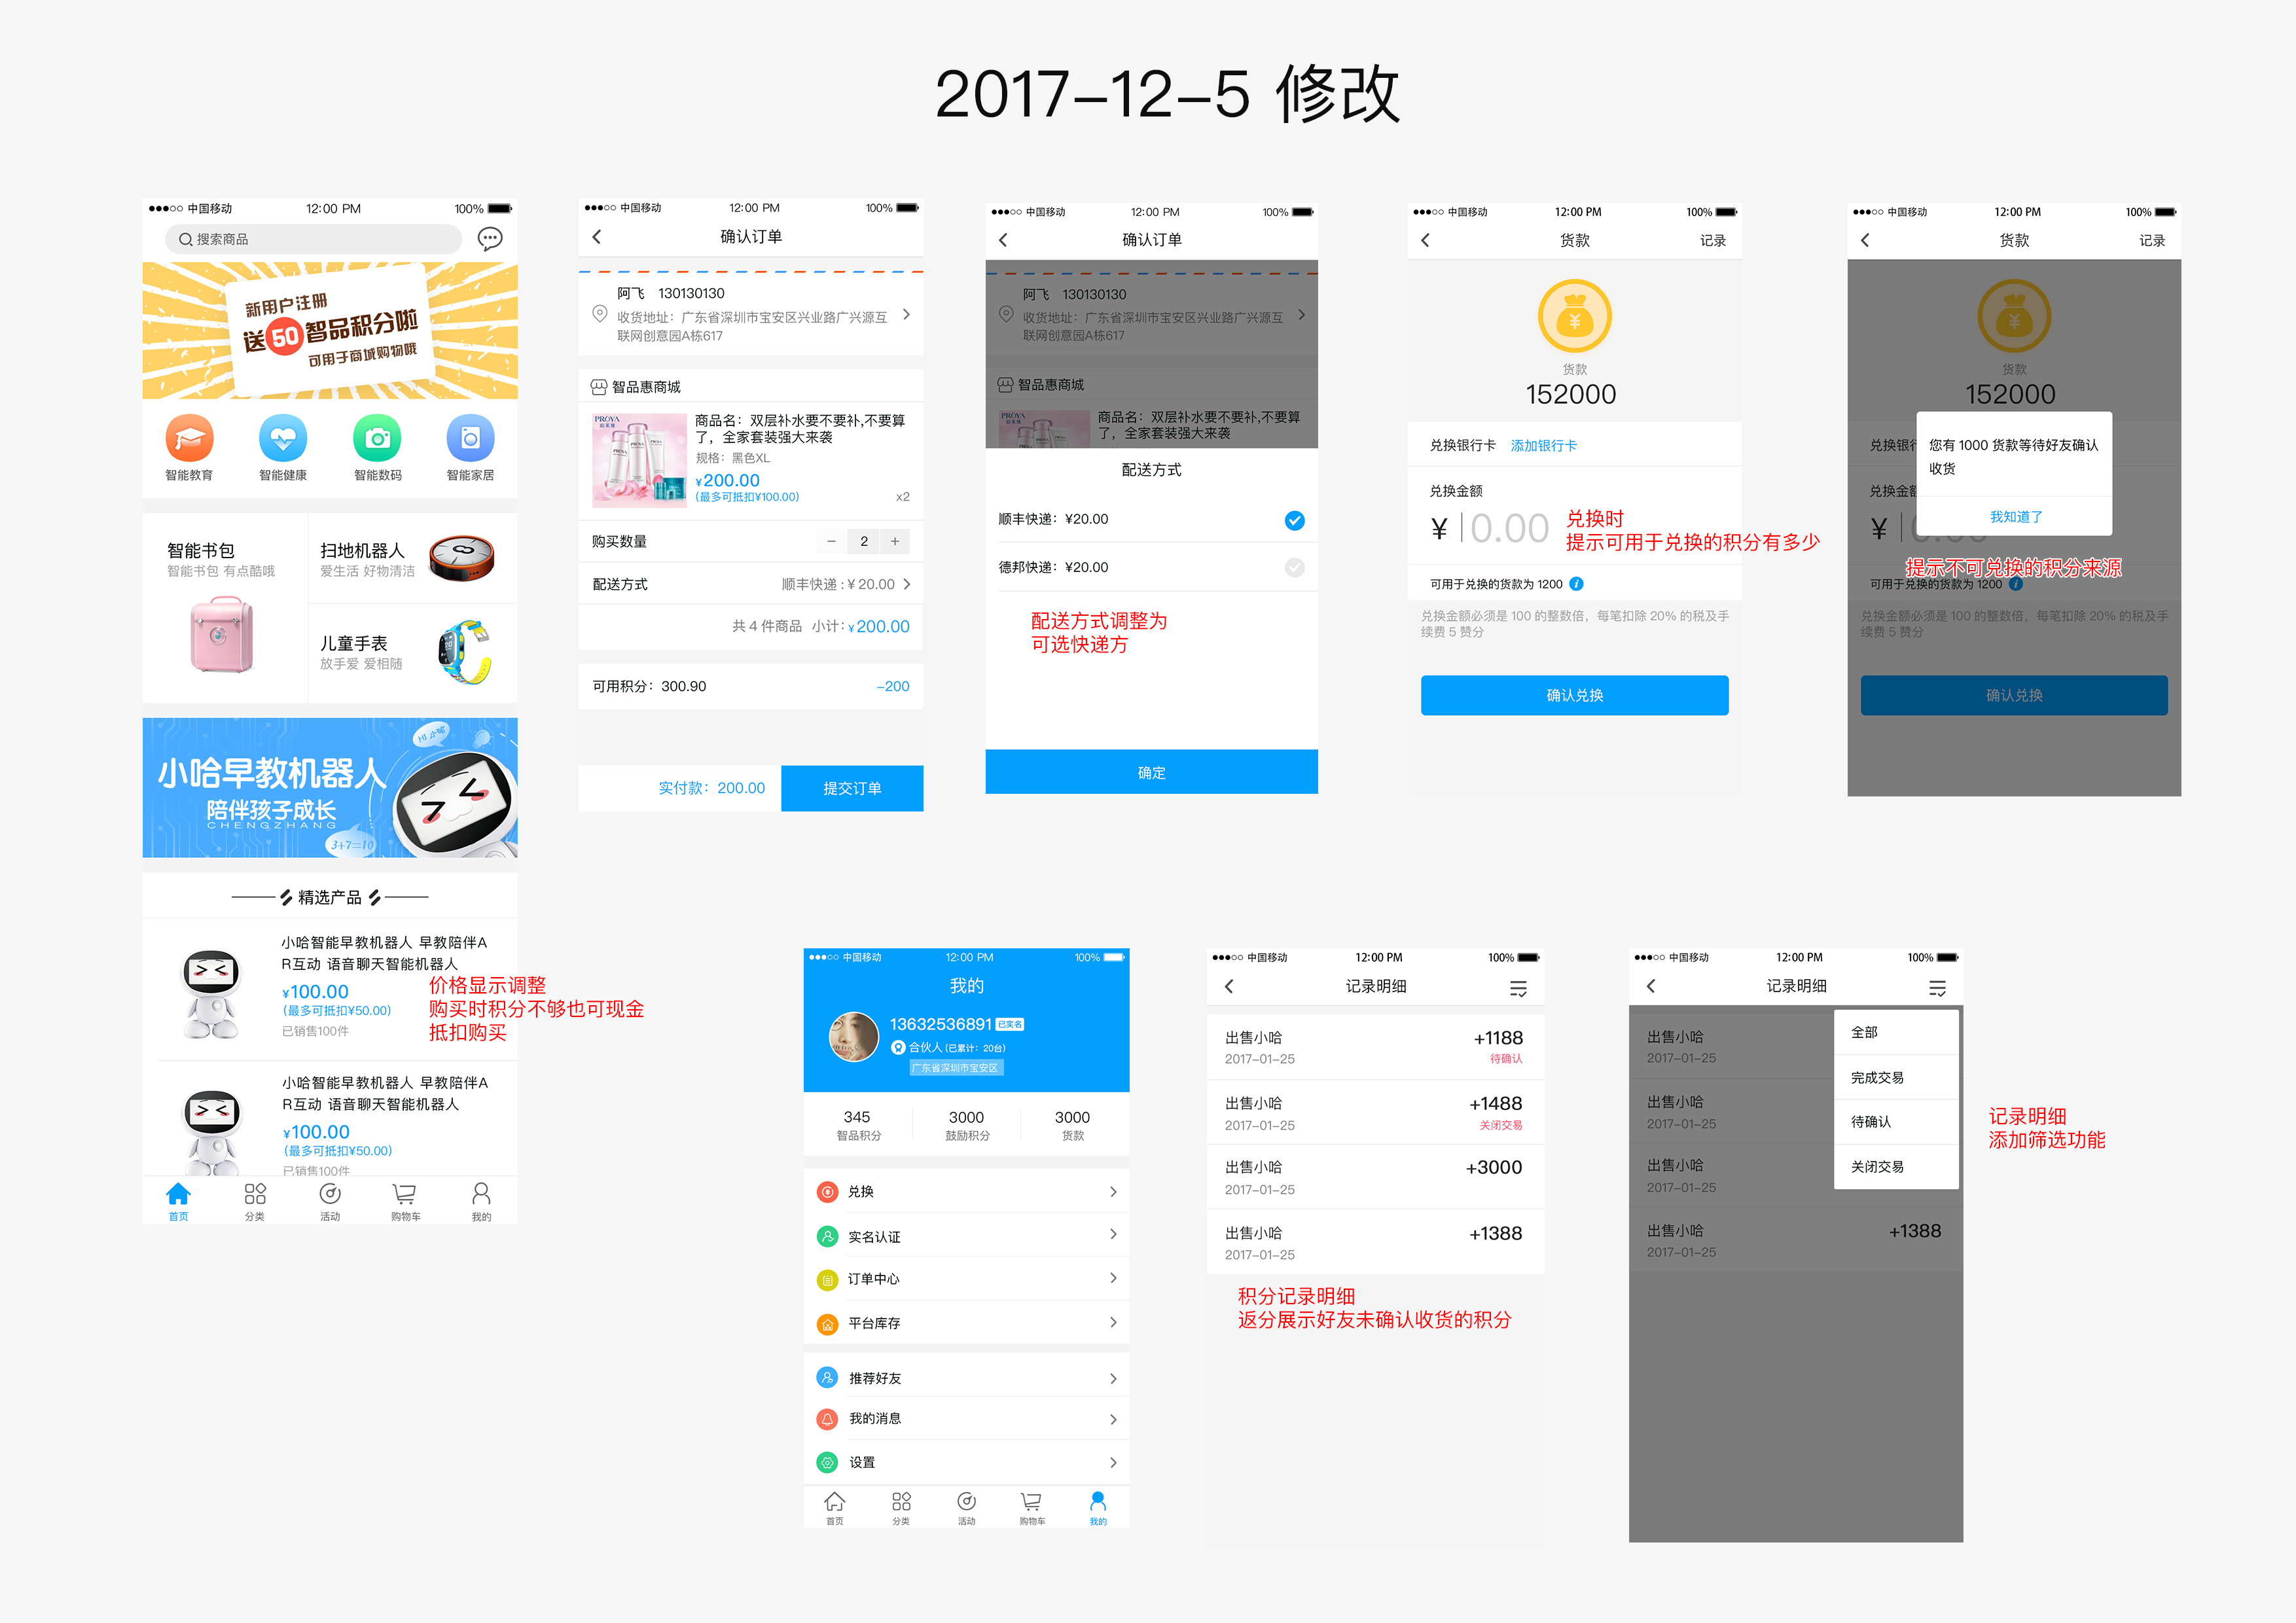 2017-12-5 修改
中国移动 12:00 PM 100%
搜索商品
新用户注册
送50智品积分啦
可用于商城购物哦
智能教育 智能健康 智能数码 智能家居
智能书包
智能书包 有点酷哦
扫地机器人
爱生活 好物清洁
儿童手表
放手爱 爱相随
Hi 小哈
小哈早教机器人
陪伴孩子成长
CHENGZHANG
3+7=10
精选产品
小哈智能早教机器人 早教陪伴A
R互动 语音聊天智能机器人
¥100.00
(最多可抵扣¥50.00)
已销售100件
价格显示调整
购买时积分不够也可现金
抵扣购买
小哈智能早教机器人 早教陪伴A
R互动 语音聊天智能机器人
¥100.00
(最多可抵扣¥50.00)
已销售100件
首页 分类 活动 购物车 我的
中国移动 12:00 PM 100%
确认订单
阿飞 130130130
收货地址：广东省深圳市宝安区兴业路广兴源互
联网创意园A栋617
智品惠商城
PROYA
珀莱雅
商品名：双层补水要不要补,不要算
了，全家套装强大来袭
规格：黑色XL
¥200.00
(最多可抵扣¥100.00)
x2
购买数量 − 2 +
配送方式 顺丰快递 : ¥ 20.00
共 4 件商品 小计: ¥ 200.00
可用积分：300.90 -200
实付款：200.00 提交订单
中国移动 12:00 PM 100%
确认订单
阿飞 130130130
收货地址：广东省深圳市宝安区兴业路广兴源互
联网创意园A栋617
智品惠商城
PROYA
珀莱雅
商品名：双层补水要不要补,不要算
了，全家套装强大来袭
配送方式
顺丰快递：¥20.00
德邦快递：¥20.00
配送方式调整为
可选快递方
确定
中国移动 12:00 PM 100%
货款 记录
货款
152000
兑换银行卡 添加银行卡
兑换金额
¥ 0.00
兑换时
提示可用于兑换的积分有多少
可用于兑换的货款为 1200
兑换金额必须是 100 的整数倍，每笔扣除 20% 的税及手
续费 5 赞分
确认兑换
中国移动 12:00 PM 100%
货款 记录
货款
152000
兑换银行
您有 1000 货款等待好友确认
收货
兑换金额
我知道了
¥ 0.00
提示不可兑换的积分来源
可用于兑换的货款为 1200
兑换金额必须是 100 的整数倍，每笔扣除 20% 的税及手
续费 5 赞分
确认兑换
中国移动 12:00 PM 100%
我的
13632536891 已实名
合伙人 (已累计：20台)
广东省深圳市宝安区
345 3000 3000
智品积分 鼓励积分 货款
兑换
实名认证
订单中心
平台库存
推荐好友
我的消息
设置
首页 分类 活动 购物车 我的
中国移动 12:00 PM 100%
记录明细
出售小哈 +1188
2017-01-25 待确认
出售小哈 +1488
2017-01-25 关闭交易
出售小哈 +3000
2017-01-25
出售小哈 +1388
2017-01-25
积分记录明细
返分展示好友未确认收货的积分
中国移动 12:00 PM 100%
记录明细
出售小哈
2017-01-25
出售小哈
2017-01-25
出售小哈
2017-01-25
出售小哈 +1388
2017-01-25
全部
完成交易
待确认
关闭交易
记录明细
添加筛选功能